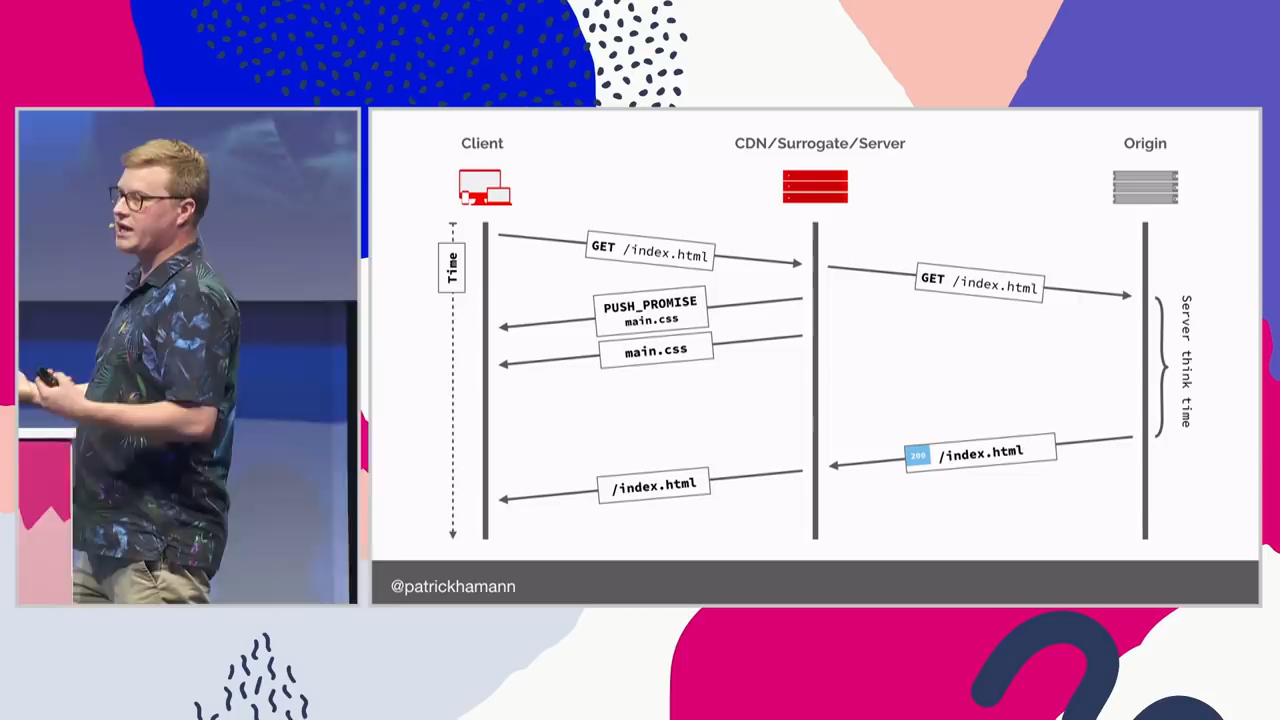 Client
CDN/Surrogate/Server
Origin
Time
GET /index.html
GET /index.html
PUSH_PROMISE
main.css
main.css
Server think time
200 /index.html
/index.html
@patrickhamann